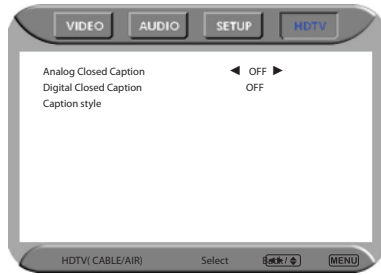 VIDEO AUDIO SETUP HDTV
Analog Closed Caption ◀ OFF ▶
Digital Closed Caption OFF
Caption style
HDTV( CABLE/AIR) Select MENU